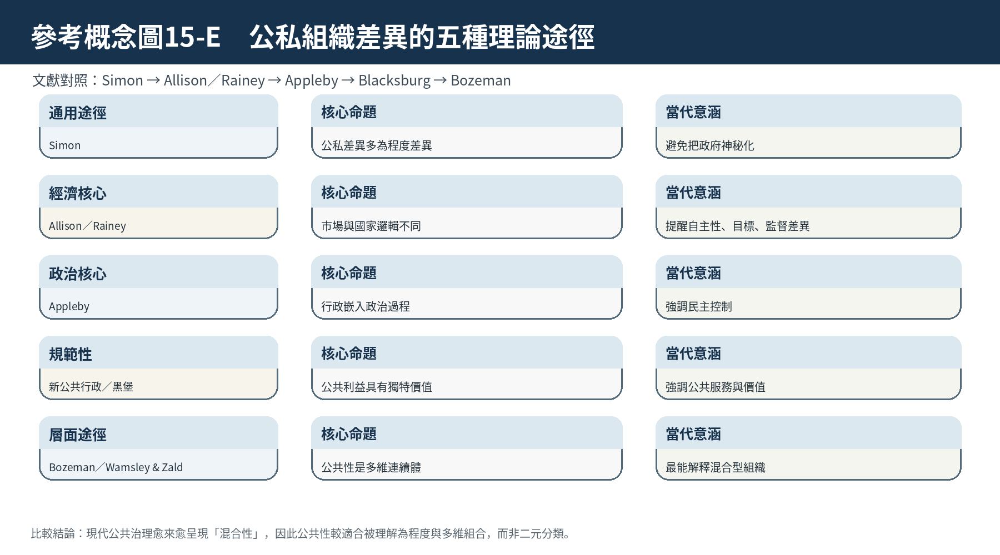 參考概念圖15-E　公私組織差異的五種理論途徑
文獻對照：Simon → Allison／Rainey → Appleby → Blacksburg → Bozeman
通用途徑
Simon
核心命題
公私差異多為程度差異
當代意涵
避免把政府神秘化
經濟核心
Allison／Rainey
核心命題
市場與國家邏輯不同
當代意涵
提醒自主性、目標、監督差異
政治核心
Appleby
核心命題
行政嵌入政治過程
當代意涵
強調民主控制
規範性
新公共行政／黑堡
核心命題
公共利益具有獨特價值
當代意涵
強調公共服務與價值
層面途徑
Bozeman／Wamsley & Zald
核心命題
公共性是多維連續體
當代意涵
最能解釋混合型組織
比較結論：現代公共治理愈來愈呈現「混合性」，因此公共性較適合被理解為程度與多維組合，而非二元分類。